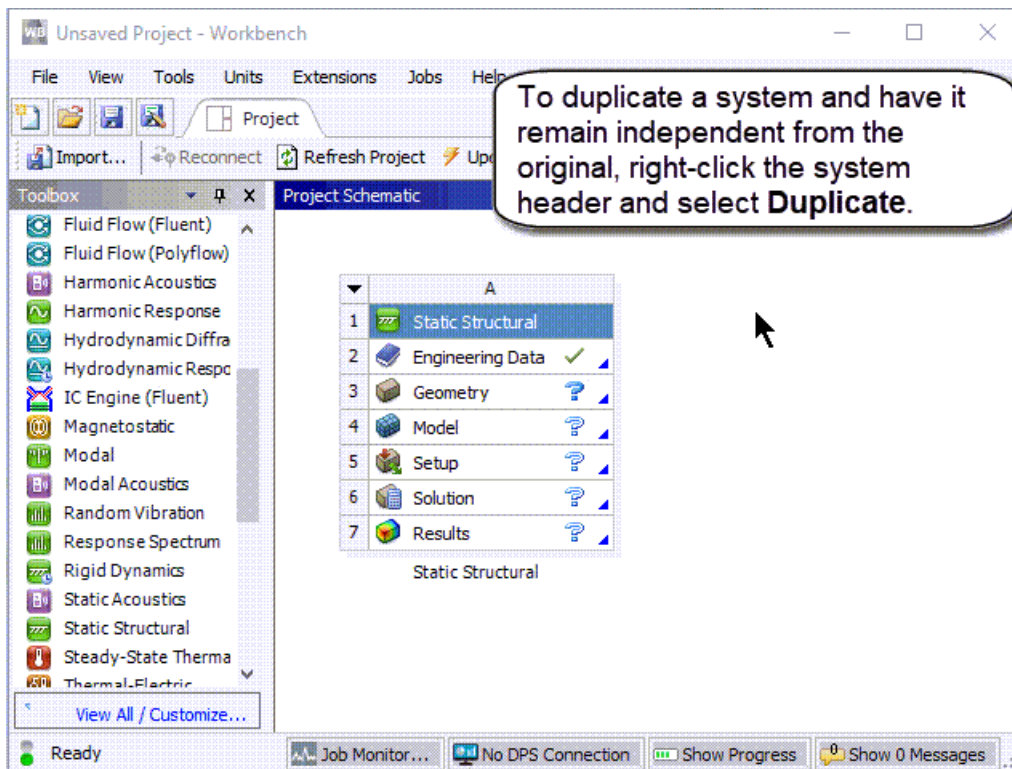 WB Unsaved Project - Workbench
File View Tools Units Extensions Jobs Help
To duplicate a system and have it
remain independent from the
original, right-click the system
header and select Duplicate.
Project
Import... Reconnect Refresh Project
Toolbox
Project Schematic
Fluid Flow (Fluent)
Fluid Flow (Polyflow)
Harmonic Acoustics
Harmonic Response
Hydrodynamic Diffra
Hydrodynamic Respo
IC Engine (Fluent)
Magnetostatic
Modal
Modal Acoustics
Random Vibration
Response Spectrum
Rigid Dynamics
Static Acoustics
Static Structural
Steady-State Therma
Thermal-Electric
View All / Customize...
A
1 Static Structural
2 Engineering Data
3 Geometry ?
4 Model ?
5 Setup ?
6 Solution ?
7 Results ?
Static Structural
Ready
Job Monitor... No DPS Connection Show Progress 0 Show 0 Messages